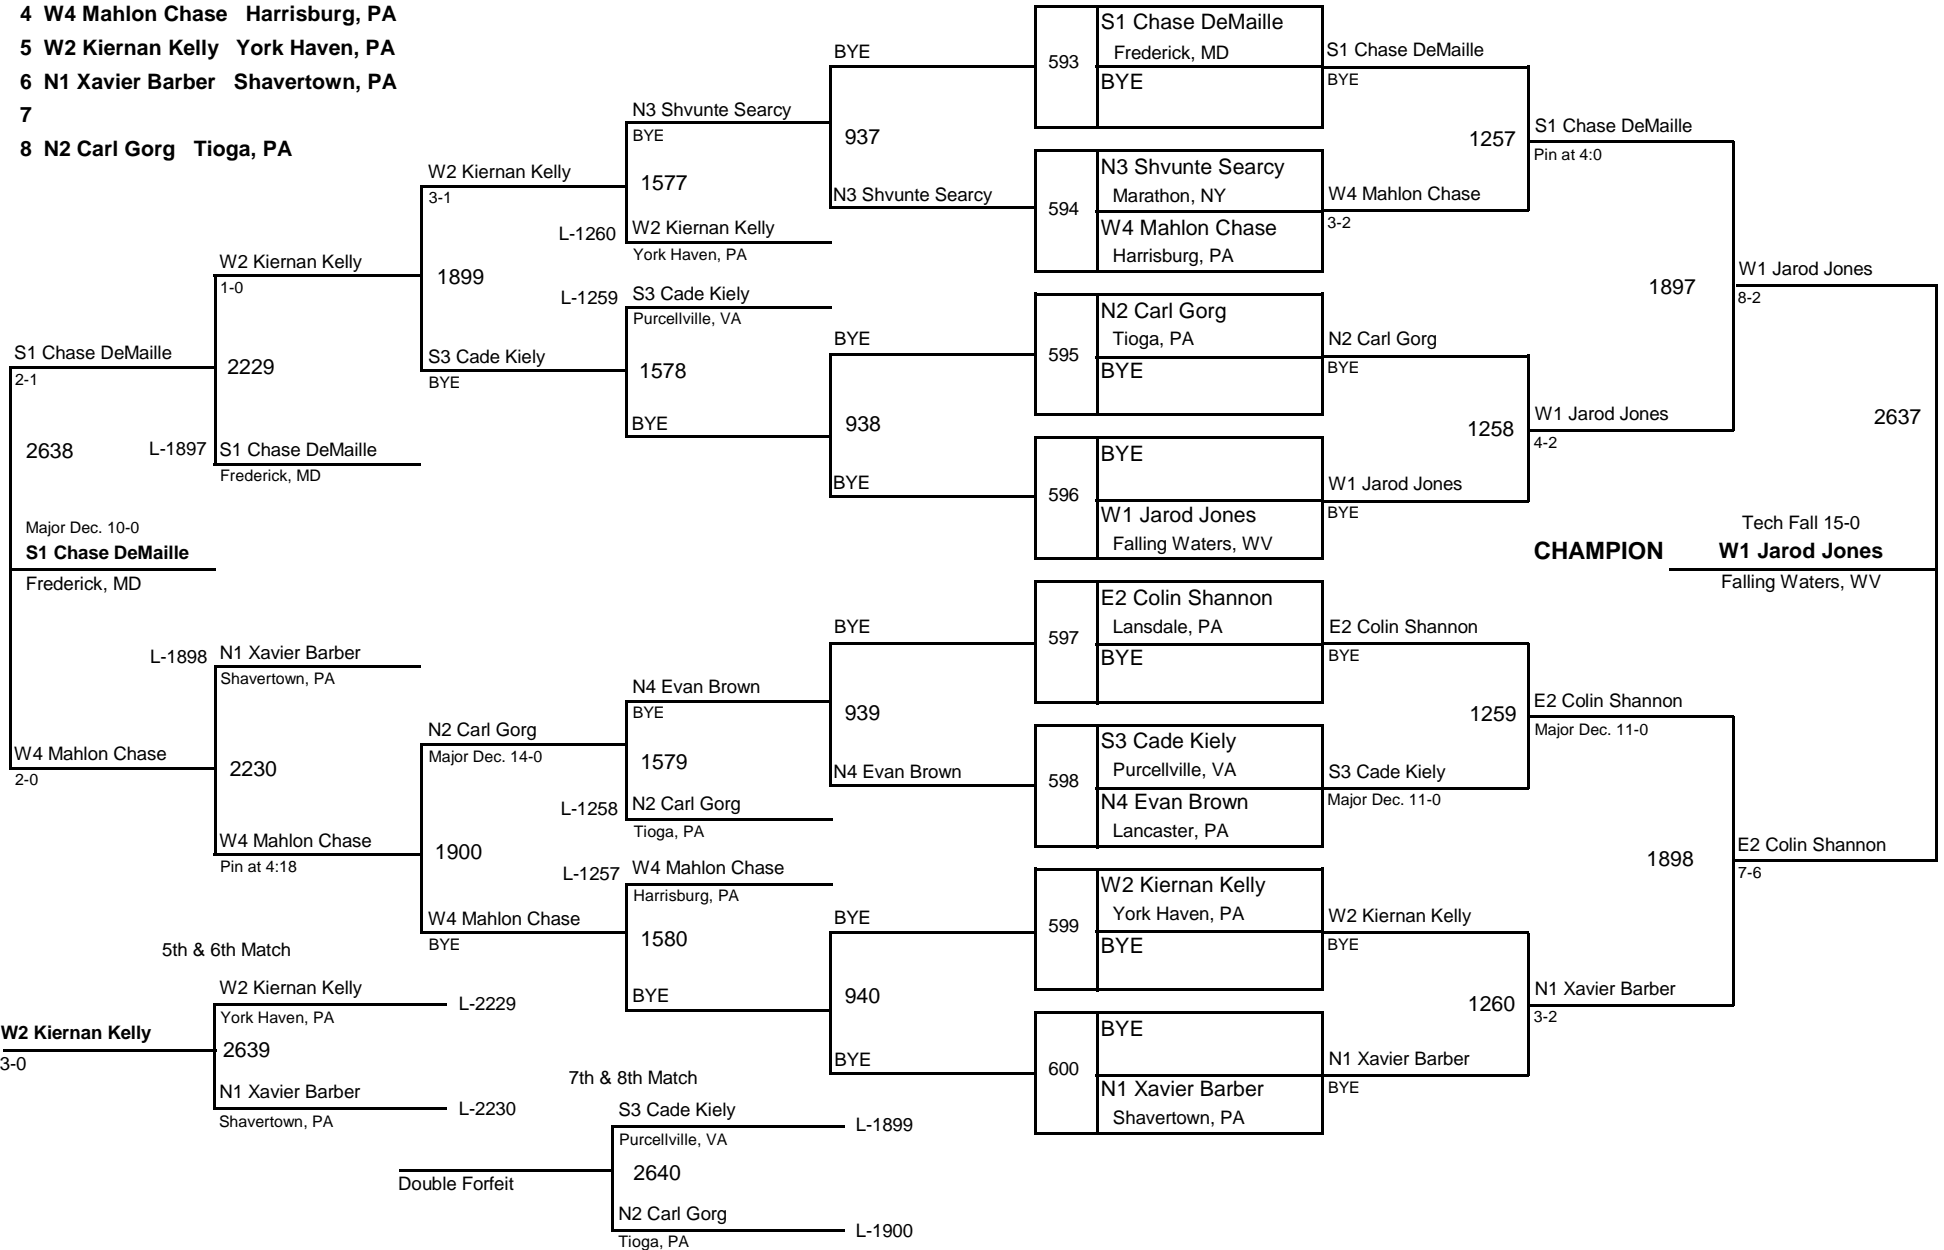 4 W4 Mahlon Chase Harrisburg, PA
5 W2 Kiernan Kelly York Haven, PA
6 N1 Xavier Barber Shavertown, PA
7
8 N2 Carl Gorg Tioga, PA
S1 Chase DeMaille
2-1
2638
Major Dec. 10-0
S1 Chase DeMaille
Frederick, MD
W4 Mahlon Chase
2-0
W2 Kiernan Kelly
1-0
2229
L-1897 S1 Chase DeMaille
Frederick, MD
L-1898 N1 Xavier Barber
Shavertown, PA
2230
W4 Mahlon Chase
Pin at 4:18
W2 Kiernan Kelly
3-1
1899
S3 Cade Kiely
BYE
N2 Carl Gorg
Major Dec. 14-0
1900
W4 Mahlon Chase
BYE
N3 Shvunte Searcy
BYE
1577
L-1260 W2 Kiernan Kelly
York Haven, PA
L-1259 S3 Cade Kiely
Purcellville, VA
1578
BYE
N4 Evan Brown
BYE
1579
L-1258 N2 Carl Gorg
Tioga, PA
L-1257 W4 Mahlon Chase
Harrisburg, PA
1580
BYE
BYE
937
N3 Shvunte Searcy
BYE
938
BYE
BYE
939
N4 Evan Brown
BYE
940
BYE
593
S1 Chase DeMaille
Frederick, MD
BYE
594
N3 Shvunte Searcy
Marathon, NY
W4 Mahlon Chase
Harrisburg, PA
595
N2 Carl Gorg
Tioga, PA
BYE
596
BYE
W1 Jarod Jones
Falling Waters, WV
597
E2 Colin Shannon
Lansdale, PA
BYE
598
S3 Cade Kiely
Purcellville, VA
N4 Evan Brown
Lancaster, PA
599
W2 Kiernan Kelly
York Haven, PA
BYE
600
BYE
N1 Xavier Barber
Shavertown, PA
S1 Chase DeMaille
BYE
1257
W4 Mahlon Chase
3-2
N2 Carl Gorg
BYE
1258
W1 Jarod Jones
BYE
E2 Colin Shannon
BYE
1259
S3 Cade Kiely
Major Dec. 11-0
W2 Kiernan Kelly
BYE
1260
N1 Xavier Barber
BYE
S1 Chase DeMaille
Pin at 4:0
1897
W1 Jarod Jones
4-2
E2 Colin Shannon
Major Dec. 11-0
1898
N1 Xavier Barber
3-2
W1 Jarod Jones
8-2
2637
Tech Fall 15-0
CHAMPION W1 Jarod Jones
Falling Waters, WV
E2 Colin Shannon
7-6
5th & 6th Match
W2 Kiernan Kelly
L-2229
York Haven, PA
W2 Kiernan Kelly
2639
3-0
N1 Xavier Barber
L-2230
Shavertown, PA
7th & 8th Match
S3 Cade Kiely
L-1899
Purcellville, VA
2640
Double Forfeit
N2 Carl Gorg
L-1900
Tioga, PA